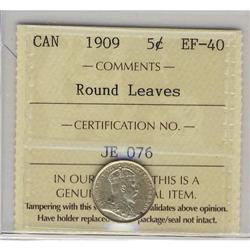 CAN 1909 5¢ EF-40
— COMMENTS —
Round Leaves
— CERTIFICATION NO. —
JE 076
IN OUR THIS IS A
GENU AL ITEM.
Tampering with this validates above opinion.
Have holder replaced package/seal not intact.